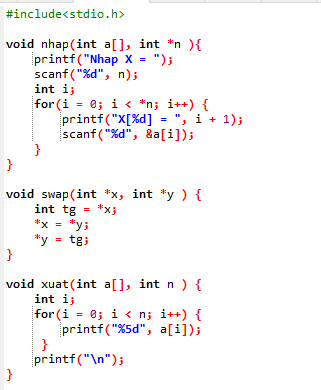 #include<stdio.h>
void nhap(int a[], int *n ){
printf("Nhap X = ");
scanf("%d", n);
int i;
for(i = 0; i < *n; i++) {
printf("X[%d] = ", i + 1);
scanf("%d", &a[i]);
}
}
void swap(int *x, int *y ) {
int tg = *x;
*x = *y;
*y = tg;
}
void xuat(int a[], int n ) {
int i;
for(i = 0; i < n; i++) {
printf("%5d", a[i]);
}
printf("\n");
}